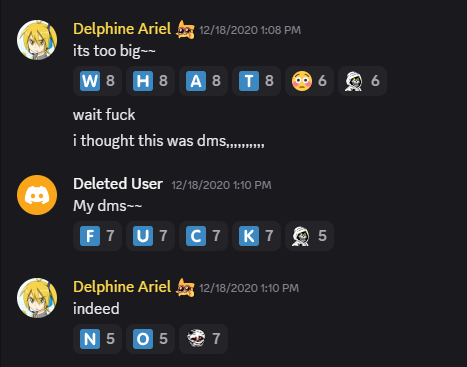 Delphine Ariel 12/18/2020 1:08 PM
its too big~~
W 8 H 8 A 8 T 8 6 6
wait fuck
i thought this was dms,,,,,,,,,,
Deleted User 12/18/2020 1:10 PM
My dms~~
F 7 U 7 C 7 K 7 5
Delphine Ariel 12/18/2020 1:10 PM
indeed
N 5 O 5 7